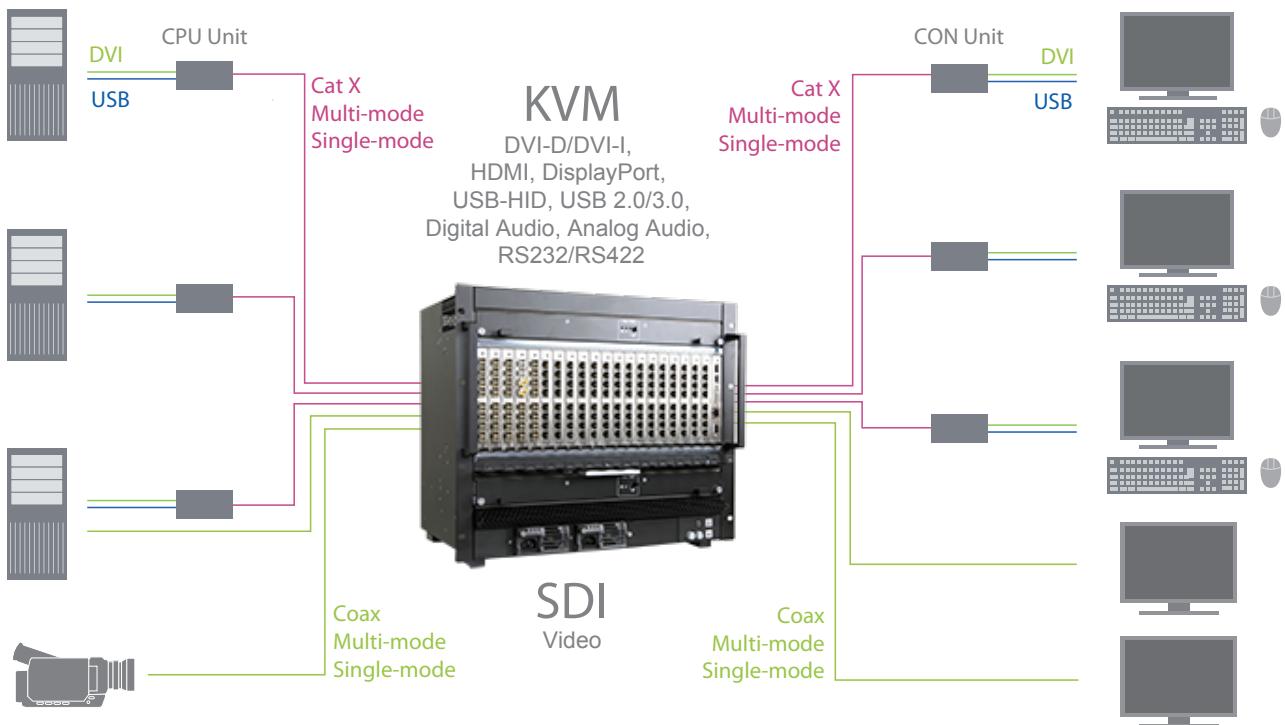 CPU Unit
CON Unit
DVI
USB
Cat X
Multi-mode
Single-mode
KVM
DVI-D/DVI-I,
HDMI, DisplayPort,
USB-HID, USB 2.0/3.0,
Digital Audio, Analog Audio,
RS232/RS422
Cat X
Multi-mode
Single-mode
DVI
USB
SDI
Video
Coax
Multi-mode
Single-mode
Coax
Multi-mode
Single-mode